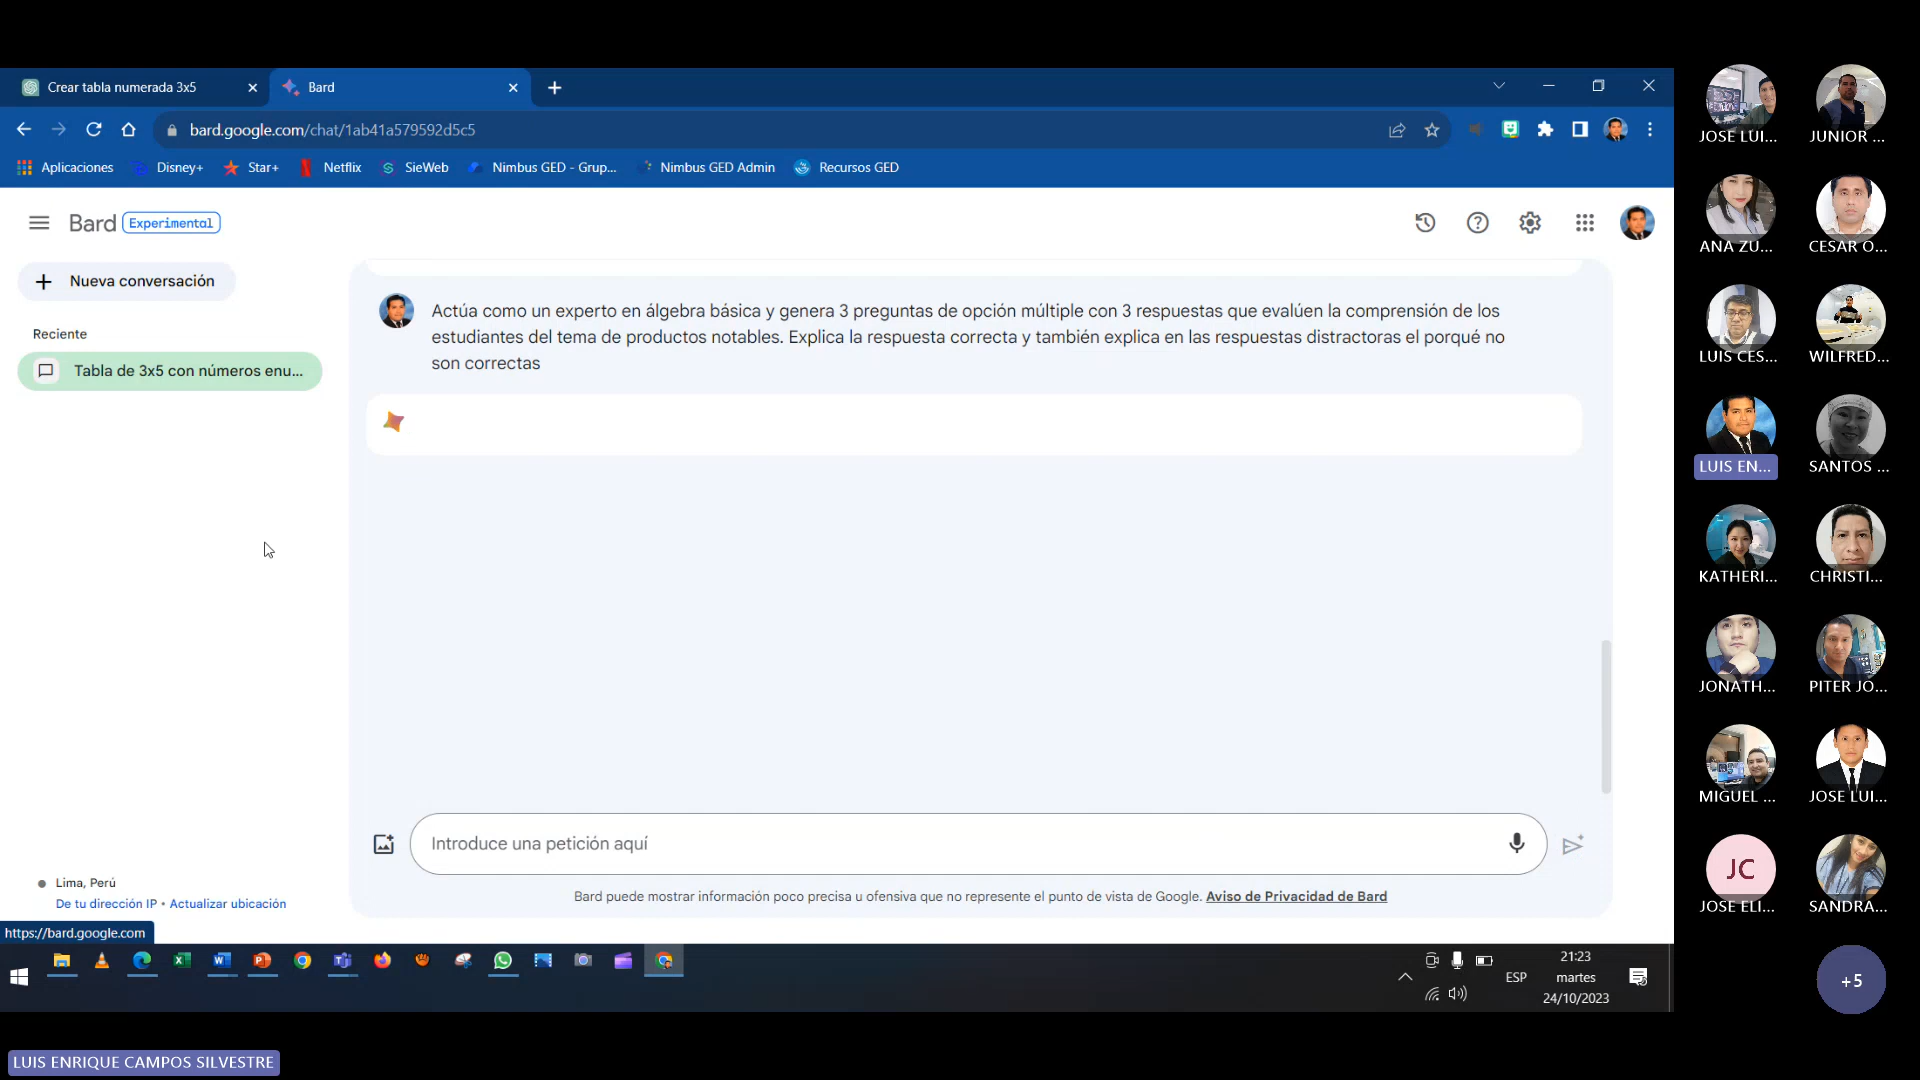 Crear tabla numerada 3x5
Bard
bard.google.com/chat/1ab41a579592d5c5
Aplicaciones
Disney+
Star+
Netflix
SieWeb
Nimbus GED - Grup...
Nimbus GED Admin
Recursos GED
Bard
Experimental
Nueva conversación
Reciente
Tabla de 3x5 con números enu...
Actúa como un experto en álgebra básica y genera 3 preguntas de opción múltiple con 3 respuestas que evalúen la comprensión de los
estudiantes del tema de productos notables. Explica la respuesta correcta y también explica en las respuestas distractoras el porqué no
son correctas
Introduce una petición aquí
Bard puede mostrar información poco precisa u ofensiva que no represente el punto de vista de Google. Aviso de Privacidad de Bard
Lima, Perú
De tu dirección IP • Actualizar ubicación
https://bard.google.com
ESP
21:23
martes
24/10/2023
JOSE LUI...
JUNIOR ...
ANA ZU...
CESAR O...
LUIS CES...
WILFRED...
LUIS EN...
SANTOS ...
KATHERI...
CHRISTI...
JONATH...
PITER JO...
MIGUEL ...
JOSE LUI...
JC
JOSE ELI...
SANDRA...
+5
LUIS ENRIQUE CAMPOS SILVESTRE